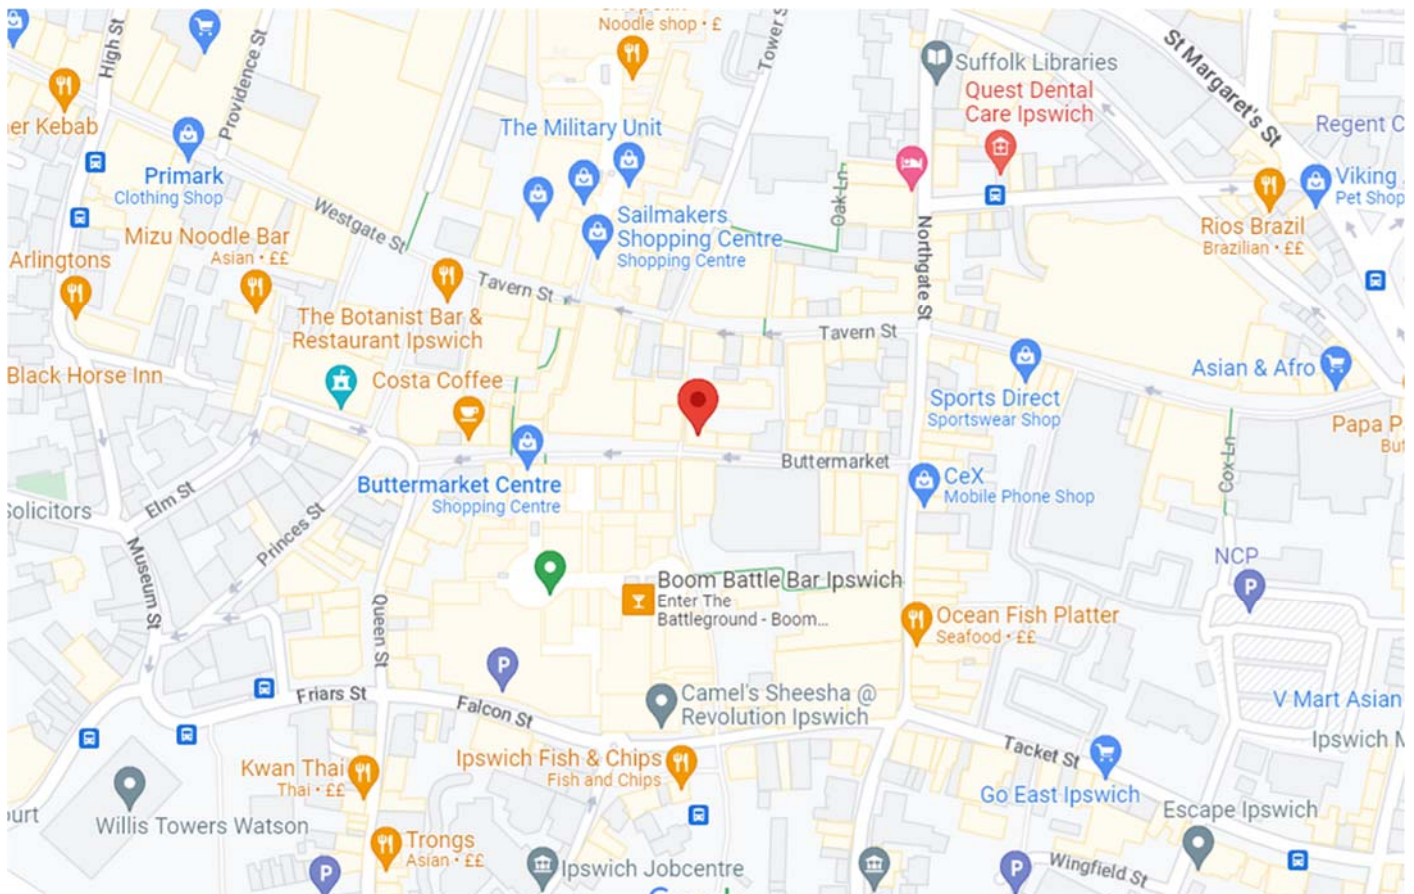 Noodle shop • £
Tower S
High St
Providence St
Suffolk Libraries
St Margaret's St
Quest Dental
Care Ipswich
Regent C
er Kebab
The Military Unit
Primark
Clothing Shop
Viking
Pet Shop
Westgate St
Oak Ln
Sailmakers
Shopping Centre
Shopping Centre
Northgate St
Rios Brazil
Brazilian • ££
Mizu Noodle Bar
Asian • ££
Arlingtons
Tavern St
The Botanist Bar &
Restaurant Ipswich
Tavern St
Black Horse Inn
Costa Coffee
Asian & Afro
Sports Direct
Sportswear Shop
Papa P
Bu
Buttermarket
Cox Ln
Buttermarket Centre
Shopping Centre
CeX
Mobile Phone Shop
Solicitors
Elm St
Princes St
Museum St
NCP
P
Boom Battle Bar Ipswich
Enter The
Battleground - Boom...
Queen St
Ocean Fish Platter
Seafood • ££
P
Friars St
Falcon St
Camel's Sheesha @
Revolution Ipswich
V Mart Asian
Ipswich M
Tacket St
Ipswich Fish & Chips
Fish and Chips
Kwan Thai
Thai • ££
Go East Ipswich
Escape Ipswich
ourt
Willis Towers Watson
Trongs
Asian • ££
P
Ipswich Jobcentre
P
Wingfield St